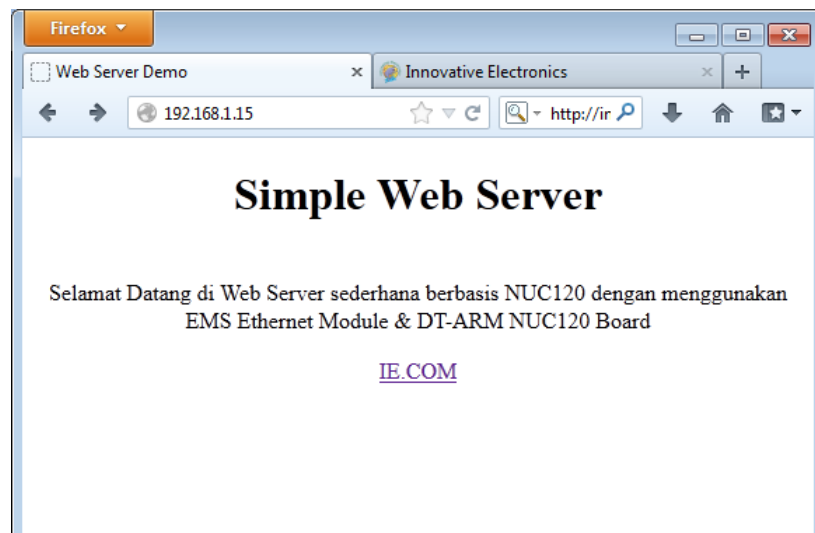 Firefox
Web Server Demo
Innovative Electronics
192.168.1.15
http://ir
Simple Web Server
Selamat Datang di Web Server sederhana berbasis NUC120 dengan menggunakan
EMS Ethernet Module & DT-ARM NUC120 Board
IE.COM